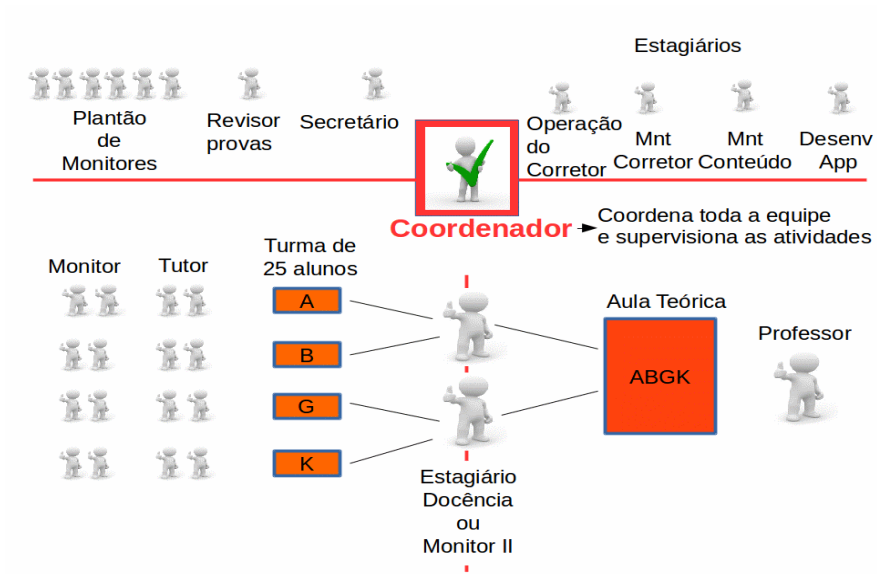 Estagiários
Plantão
de
Monitores
Revisor
provas
Secretário
Operação
do
Corretor
Mnt
Corretor
Mnt
Conteúdo
Desenv
App
Coordenador
Coordena toda a equipe
e supervisiona as atividades
Monitor
Tutor
Turma de
25 alunos
A
B
G
K
Estagiário
Docência
ou
Monitor II
Aula Teórica
ABGK
Professor